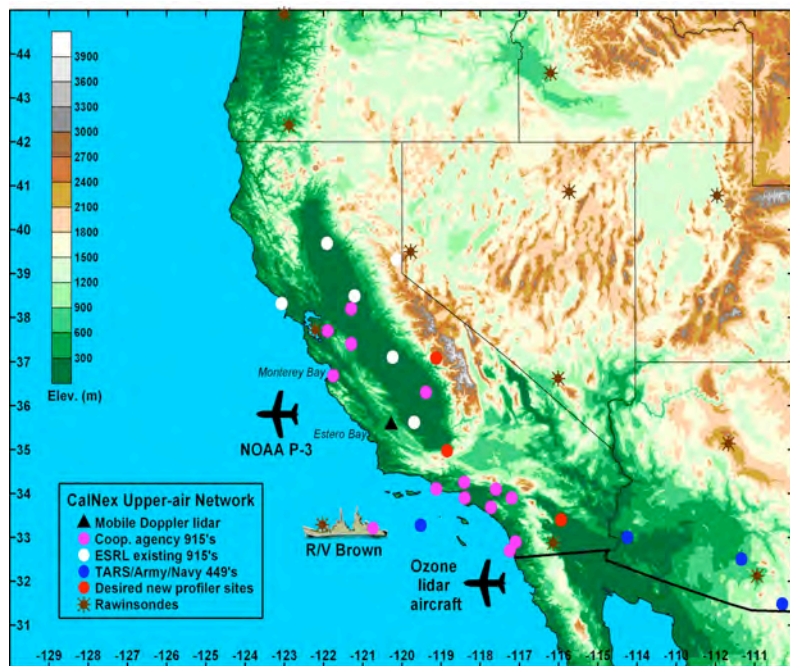 44
43
42
41
40
39
38
37
36
35
34
33
32
31
3900
3600
3300
3000
2700
2400
2100
1800
1500
1200
900
600
300
Elev. (m)
Monterey Bay
Estero Bay
NOAA P-3
R/V Brown
Ozone
lidar
aircraft
CalNex Upper-air Network
Mobile Doppler lidar
Coop. agency 915's
ESRL existing 915's
TARS/Army/Navy 449's
Desired new profiler sites
Rawinsondes
-129 -128 -127 -126 -125 -124 -123 -122 -121 -120 -119 -118 -117 -116 -115 -114 -113 -112 -111